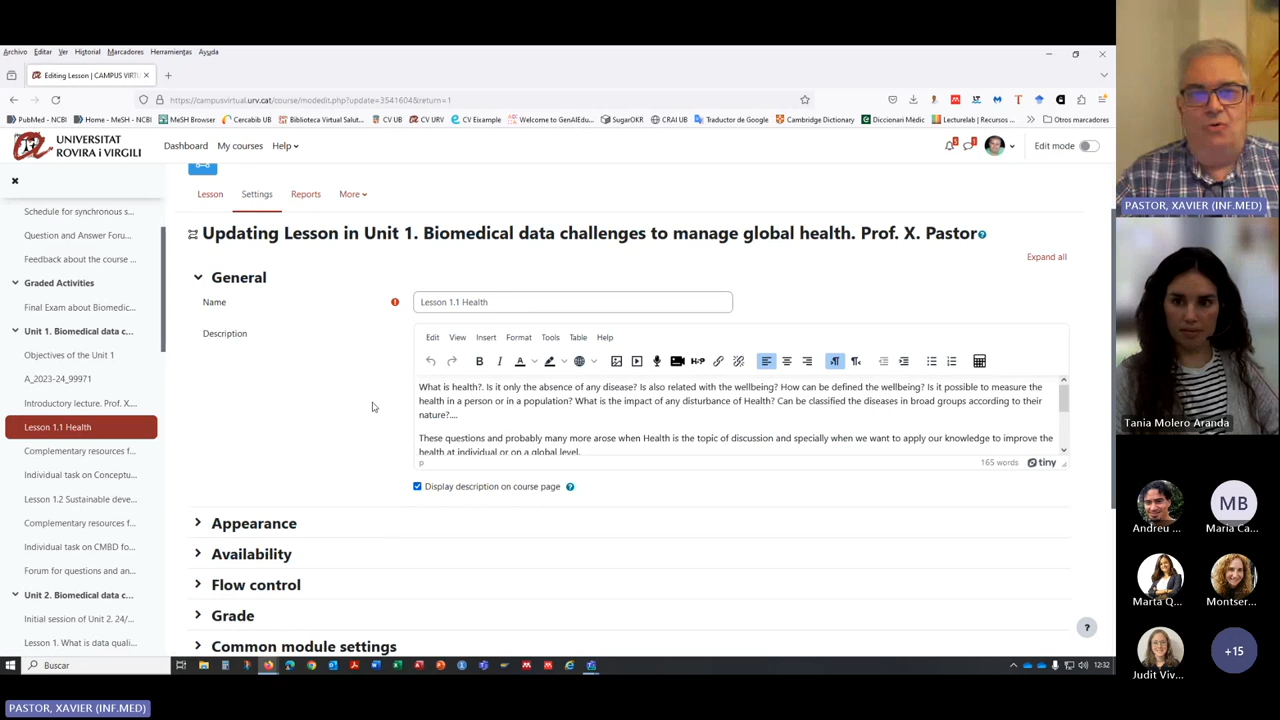 Archivo Editar Ver Historial Marcadores Herramientas Ayuda
Editing Lesson | CAMPUS VIRTU
https://campusvirtual.urv.cat/course/modedit.php?update=3541604&return=1
PubMed - NCBI Home - MeSH - NCBI MeSH Browser Cercabib UB Biblioteca Virtual Salut... CV UB CV URV CV Eixample Welcome to GenAIEdu... SugarOKR CRAI UB Traductor de Google Cambridge Dictionary Diccionari Mèdic Lecturelab | Recursos ... Otros marcadores
UNIVERSITAT
ROVIRA i VIRGILI
Dashboard My courses Help
Edit mode
Schedule for synchronous s...
Question and Answer Foru...
Feedback about the course ...
Graded Activities
Final Exam about Biomedic...
Unit 1. Biomedical data c...
Objectives of the Unit 1
A_2023-24_99971
Introductory lecture. Prof. X....
Lesson 1.1 Health
Complementary resources f...
Individual task on Conceptu...
Lesson 1.2 Sustainable deve...
Complementary resources f...
Individual task on CMBD fo...
Forum for questions and an...
Unit 2. Biomedical data c...
Initial session of Unit 2. 24/...
Lesson 1. What is data quali...
Lesson Settings Reports More
Updating Lesson in Unit 1. Biomedical data challenges to manage global health. Prof. X. Pastor
Expand all
General
Name
Lesson 1.1 Health
Description
Edit View Insert Format Tools Table Help
What is health?. Is it only the absence of any disease? Is also related with the wellbeing? How can be defined the wellbeing? Is it possible to measure the
health in a person or in a population? What is the impact of any disturbance of Health? Can be classified the diseases in broad groups according to their
nature?....
These questions and probably many more arose when Health is the topic of discussion and specially when we want to apply our knowledge to improve the
health at individual or on a global level.
p
165 words
tiny
Display description on course page
Appearance
Availability
Flow control
Grade
Common module settings
Buscar
12:32
PASTOR, XAVIER (INF.MED)
PASTOR, XAVIER (INF.MED)
Tania Molero Aranda
MB
Andreu ... Maria Ca...
Marta Q... Montser...
Judit Viv...
+15